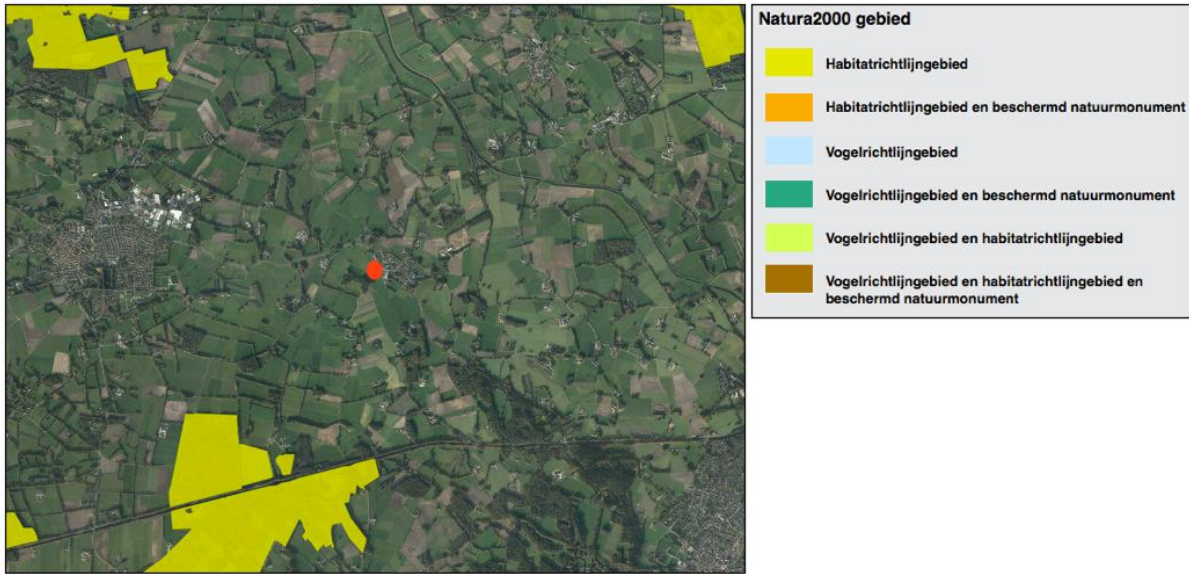 Natura2000 gebied
Habitatrichtlijngebied
Habitatrichtlijngebied en beschermd natuurmonument
Vogelrichtlijngebied
Vogelrichtlijngebied en beschermd natuurmonument
Vogelrichtlijngebied en habitatrichtlijngebied
Vogelrichtlijngebied en habitatrichtlijngebied en
beschermd natuurmonument